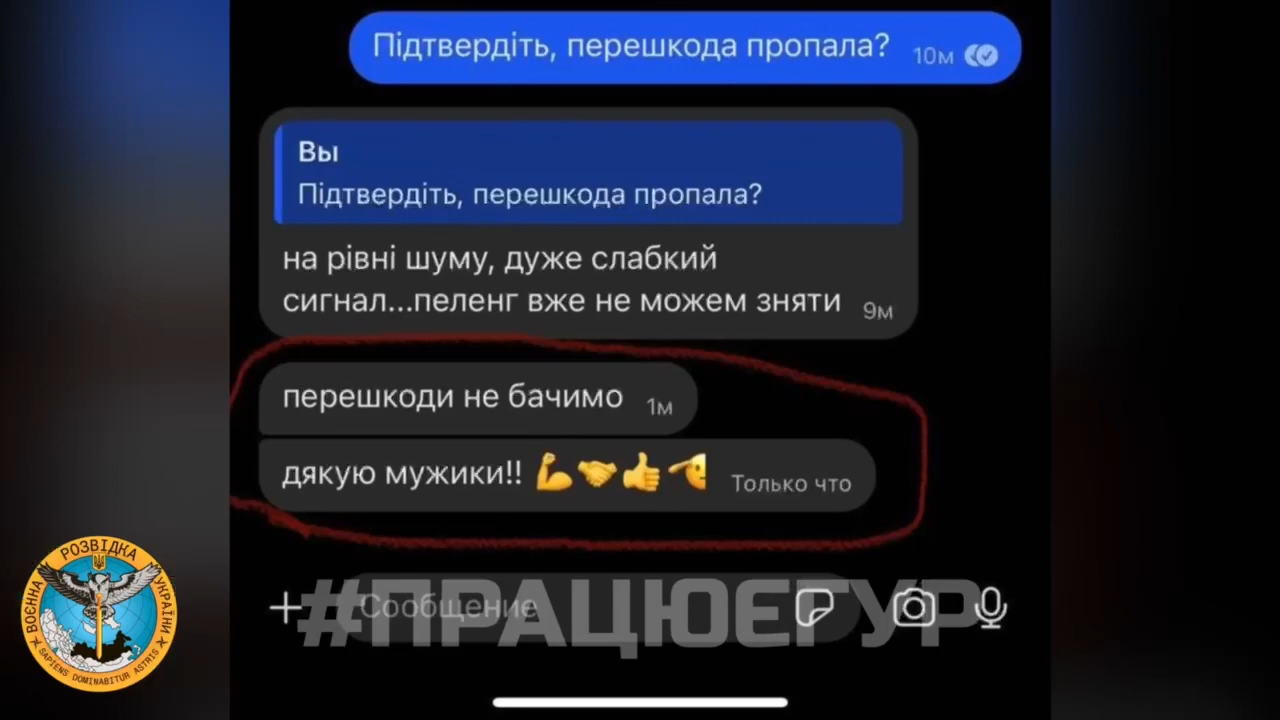 Підтвердіть, перешкода пропала? 10м
Вы
Підтвердіть, перешкода пропала?
на рівні шуму, дуже слабкий
сигнал...пеленг вже не можем зняти 9м
перешкоди не бачимо 1м
дякую мужики!! 💪🤝👍🫡 Только что
Сообщение
#ПРАЦЮЄГУР
ВОЄННА РОЗВІДКА УКРАЇНИ
SAPIENS DOMINABITUR ASTRIS